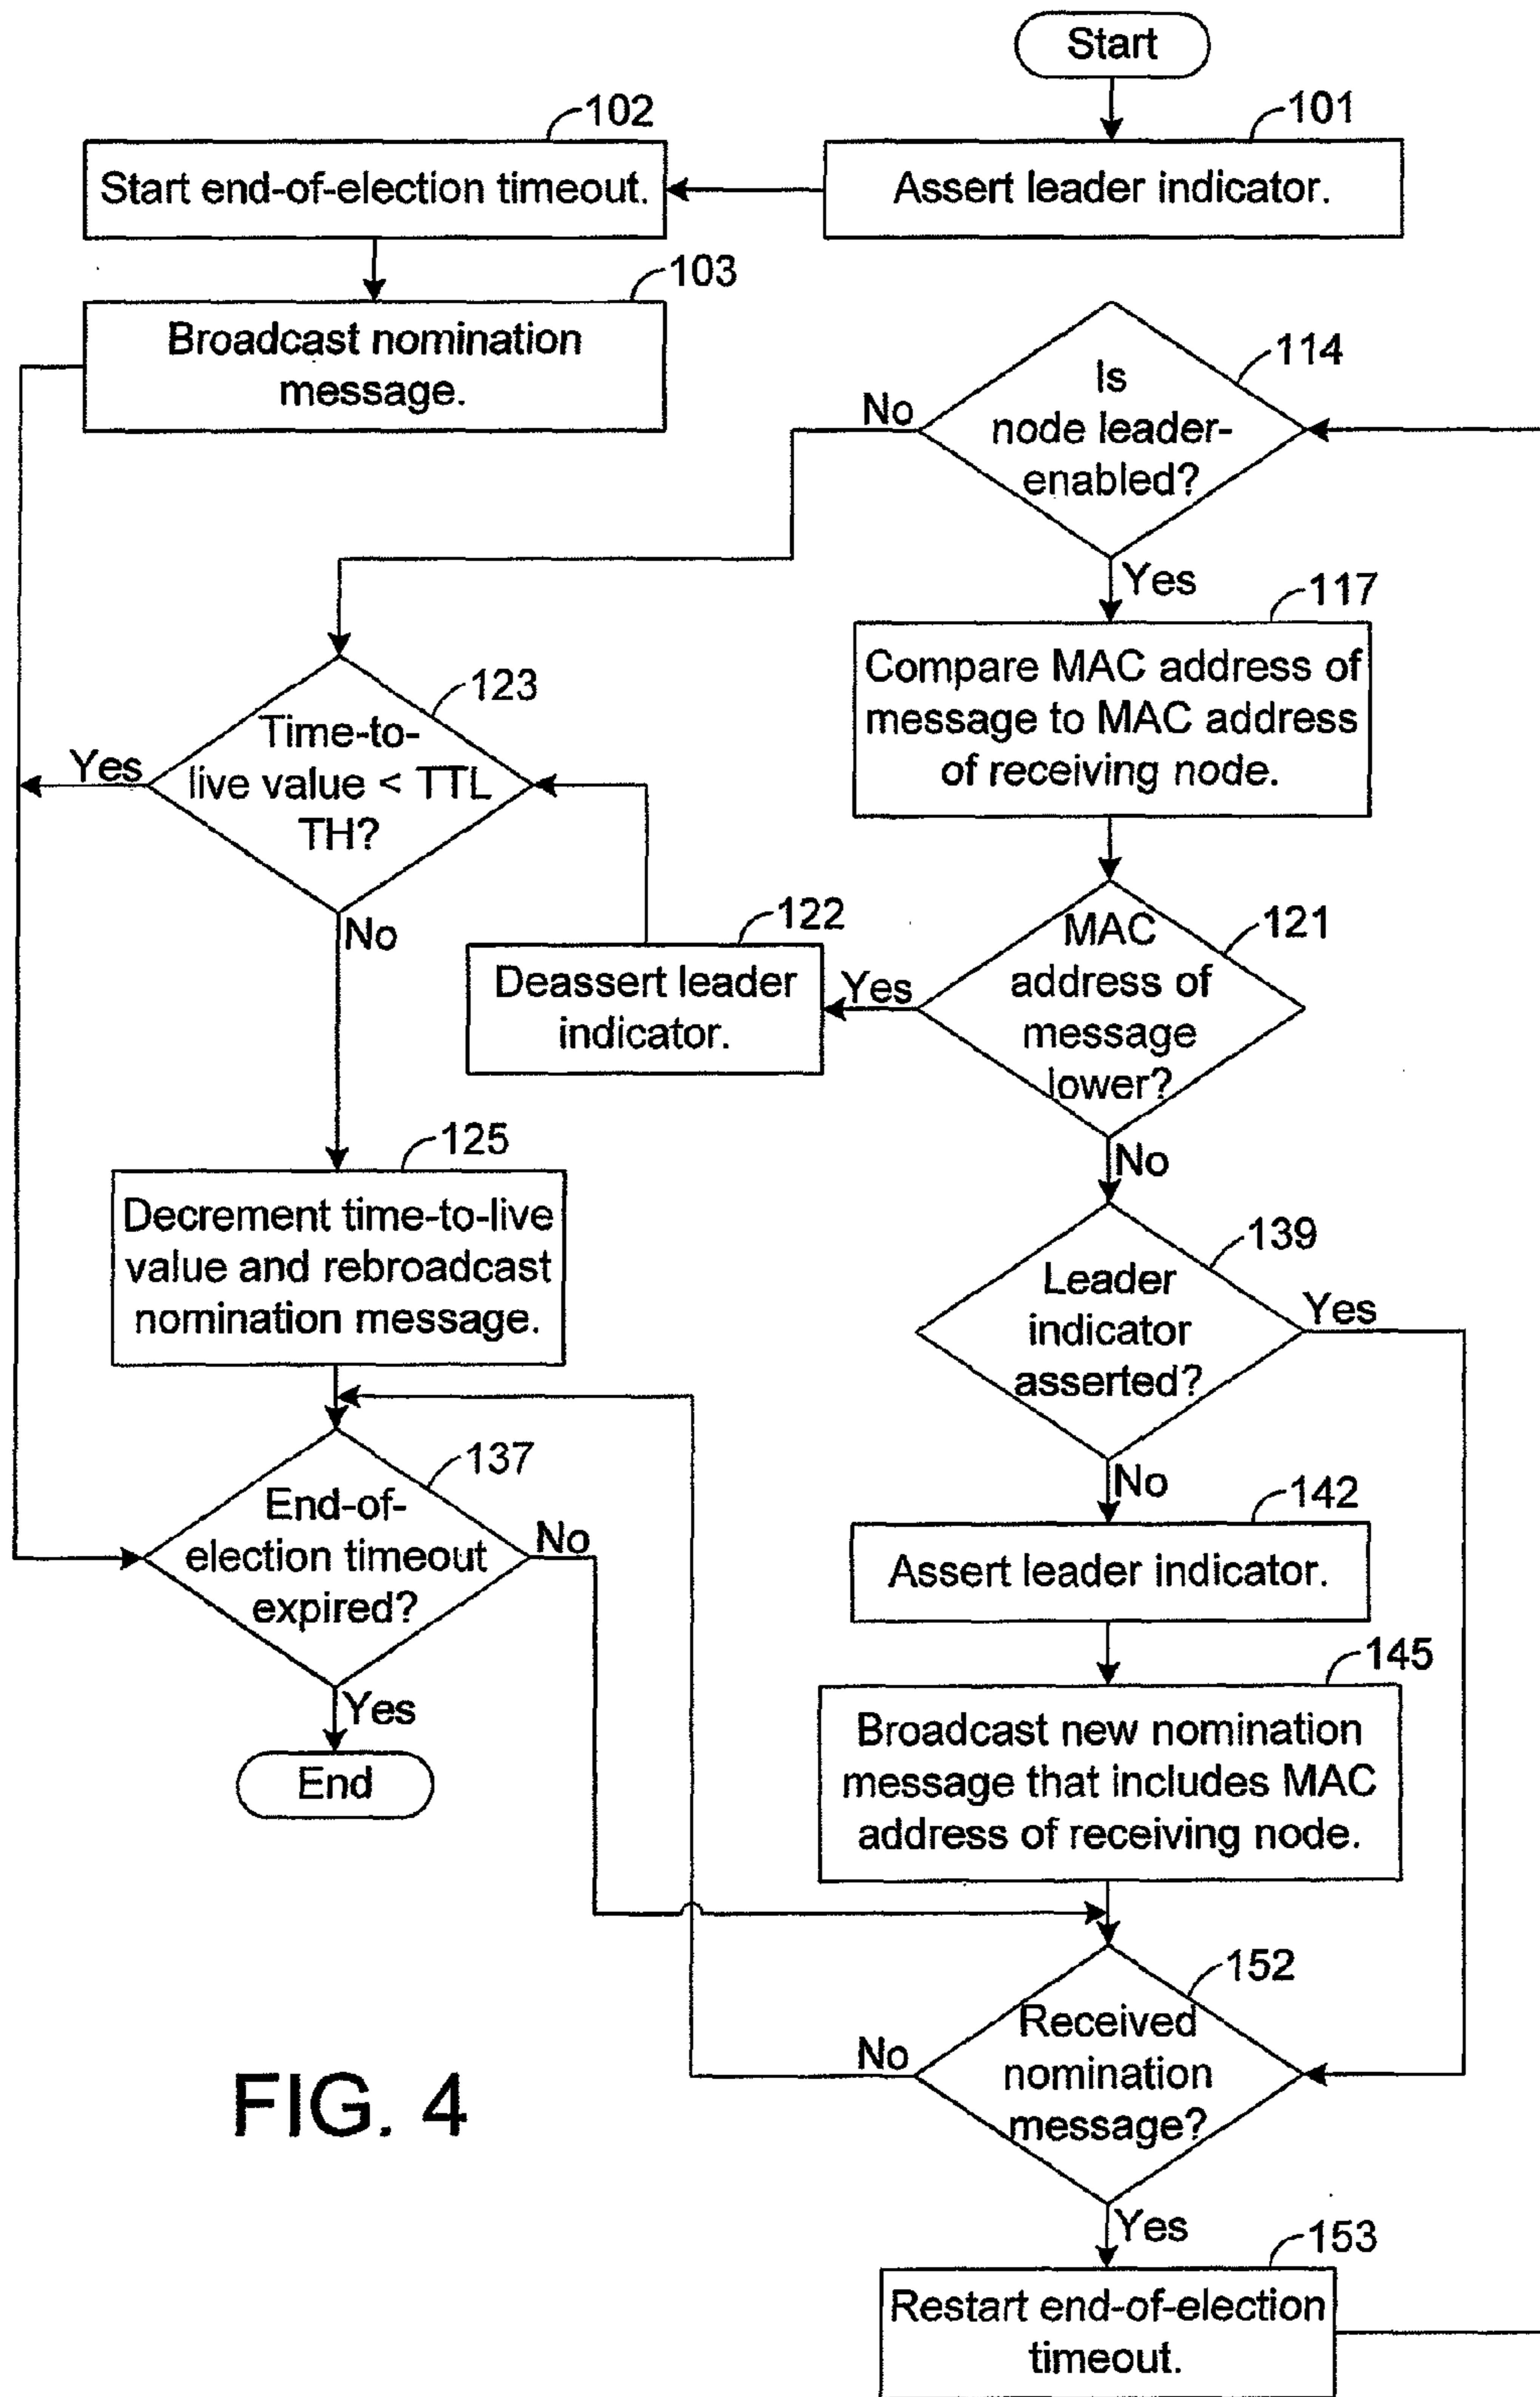 Start
101
Assert leader indicator.
102
Start end-of-election timeout.
103
Broadcast nomination
message.
114
Is
node leader-
enabled?
No
Yes
117
Compare MAC address of
message to MAC address
of receiving node.
123
Time-to-
live value < TTL
TH?
Yes
No
122
Deassert leader
indicator.
121
MAC
address of
message
lower?
Yes
No
125
Decrement time-to-live
value and rebroadcast
nomination message.
139
Leader
indicator
asserted?
Yes
No
137
End-of-
election timeout
expired?
No
Yes
End
142
Assert leader indicator.
145
Broadcast new nomination
message that includes MAC
address of receiving node.
152
Received
nomination
message?
No
Yes
153
Restart end-of-election
timeout.
FIG. 4